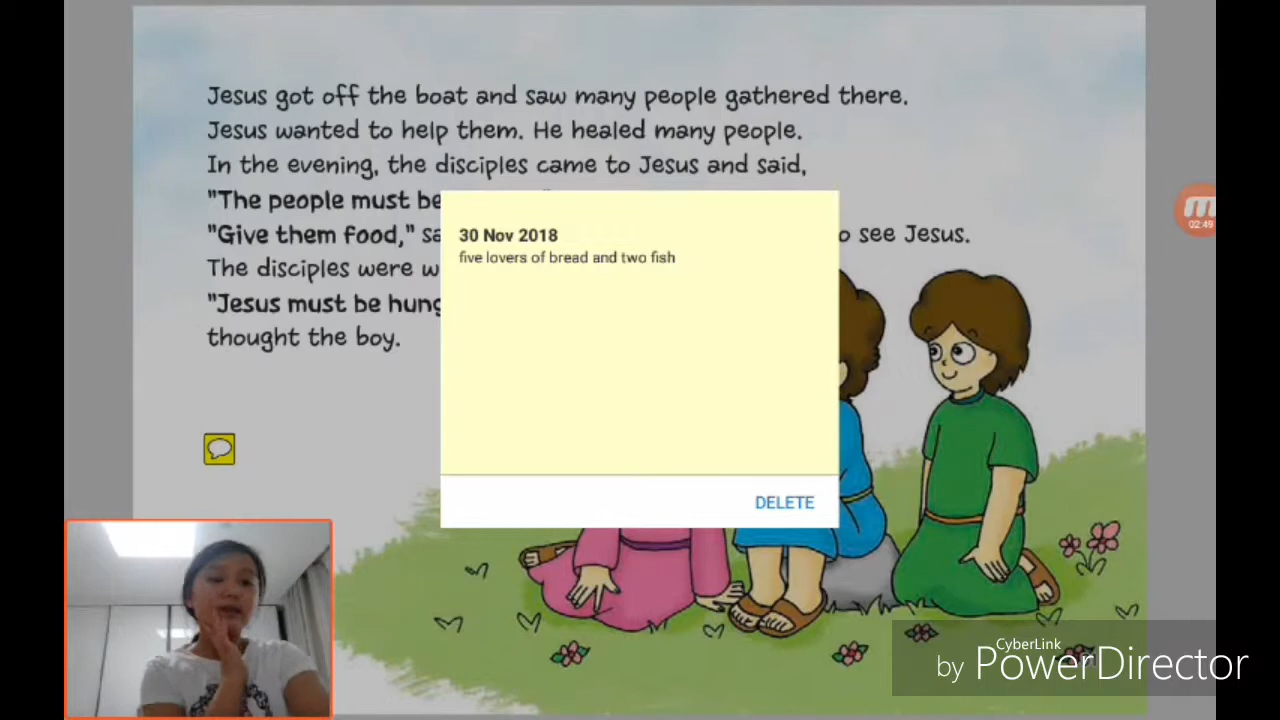 Jesus got off the boat and saw many people gathered there.
Jesus wanted to help them. He healed many people.
In the evening, the disciples came to Jesus and said,
"The people must be
"Give them food," sa o see Jesus.
The disciples were w
"Jesus must be hung
thought the boy.
30 Nov 2018
five lovers of bread and two fish
DELETE
02:49
CyberLink
by PowerDirector